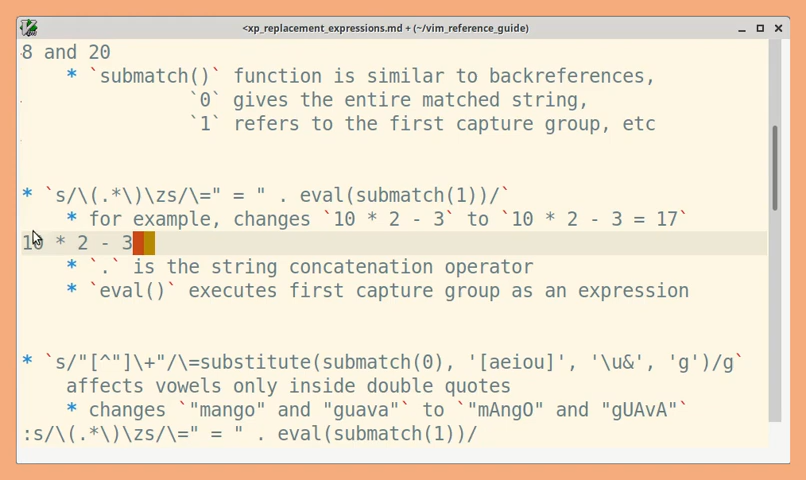 <xp_replacement_expressions.md + (~/vim_reference_guide)
8 and 20
* `submatch()` function is similar to backreferences,
`0` gives the entire matched string,
`1` refers to the first capture group, etc
* `s/\(.*\)\zs/\=" = " . eval(submatch(1))/`
* for example, changes `10 * 2 - 3` to `10 * 2 - 3 = 17`
10 * 2 - 3
* `.` is the string concatenation operator
* `eval()` executes first capture group as an expression
* `s/"[^"]\+"/\=substitute(submatch(0), '[aeiou]', '\u&', 'g')/g`
affects vowels only inside double quotes
* changes `"mango" and "guava"` to `"mAngO" and "gUAvA"`
:s/\(.*\)\zs/\=" = " . eval(submatch(1))/